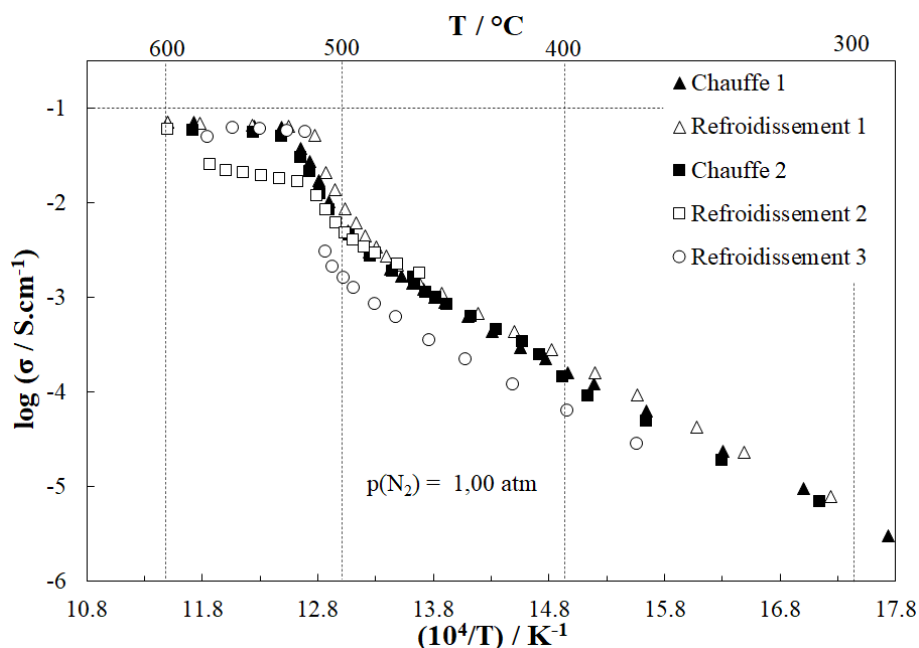 T / °C
600
500
400
300
Chauffe 1
Refroidissement 1
Chauffe 2
Refroidissement 2
Refroidissement 3
-1
-2
-3
-4
-5
-6
log (σ / S.cm⁻¹)
p(N₂) = 1,00 atm
10.8 11.8 12.8 13.8 14.8 15.8 16.8 17.8
(10⁴/T) / K⁻¹